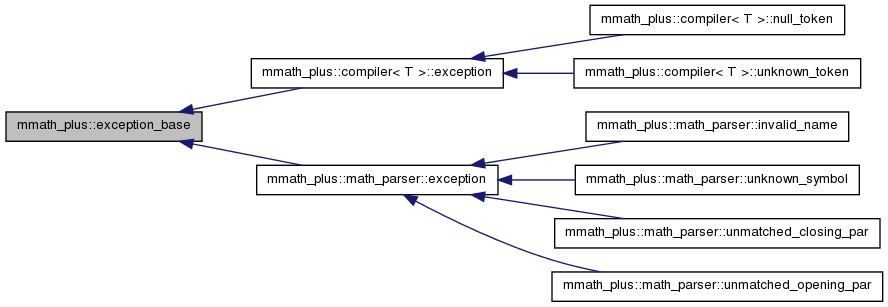 mmath_plus::compiler< T >::null_token
mmath_plus::compiler< T >::exception
mmath_plus::compiler< T >::unknown_token
mmath_plus::exception_base
mmath_plus::math_parser::invalid_name
mmath_plus::math_parser::exception
mmath_plus::math_parser::unknown_symbol
mmath_plus::math_parser::unmatched_closing_par
mmath_plus::math_parser::unmatched_opening_par